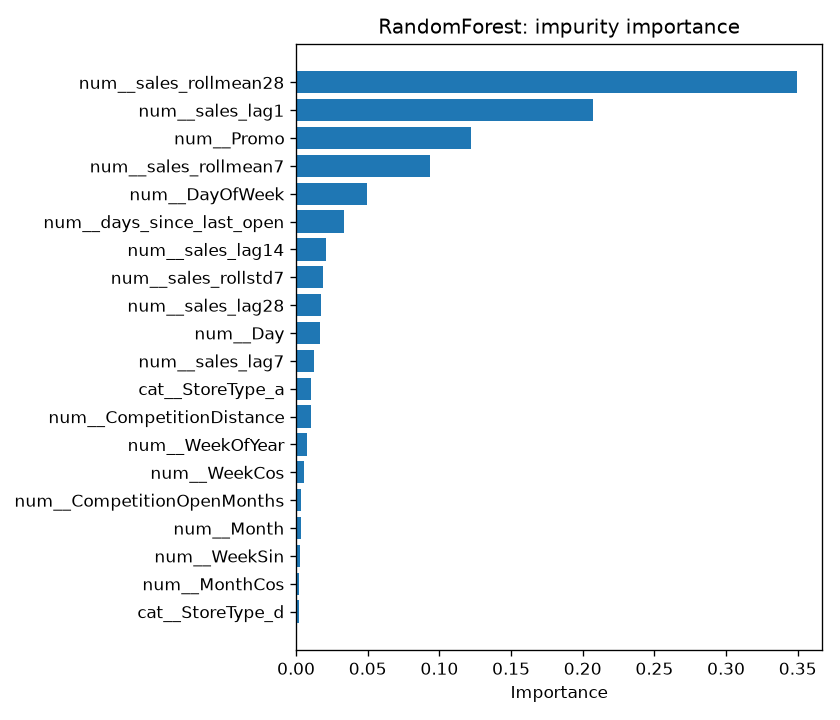 RandomForest: impurity importance
num__sales_rollmean28
num__sales_lag1
num__Promo
num__sales_rollmean7
num__DayOfWeek
num__days_since_last_open
num__sales_lag14
num__sales_rollstd7
num__sales_lag28
num__Day
num__sales_lag7
cat__StoreType_a
num__CompetitionDistance
num__WeekOfYear
num__WeekCos
num__CompetitionOpenMonths
num__Month
num__WeekSin
num__MonthCos
cat__StoreType_d
0.00 0.05 0.10 0.15 0.20 0.25 0.30 0.35
Importance